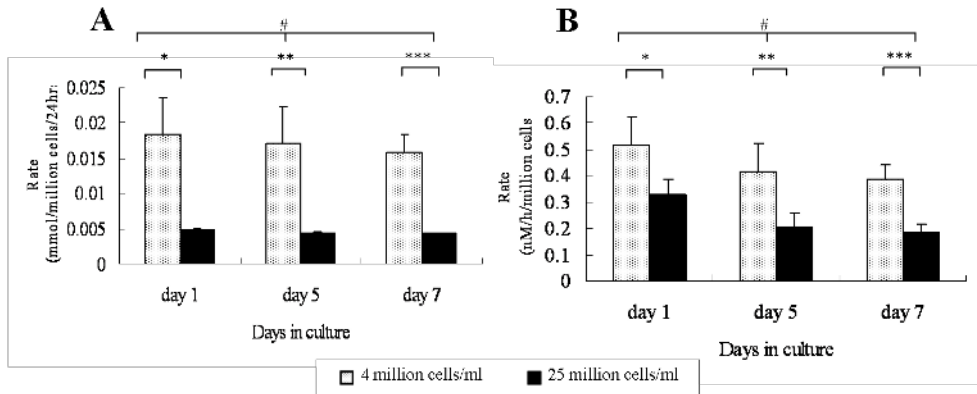 A
#
* ** ***
0.025
0.02
0.015
0.01
0.005
0
Rate
(mmol/million cells/24hr)
day 1 day 5 day 7
Days in culture
B
#
* ** ***
0.7
0.6
0.5
0.4
0.3
0.2
0.1
0
Rate
(nM/h/million cells
day 1 day 5 day 7
Days in culture
4 million cells/ml 25 million cells/ml